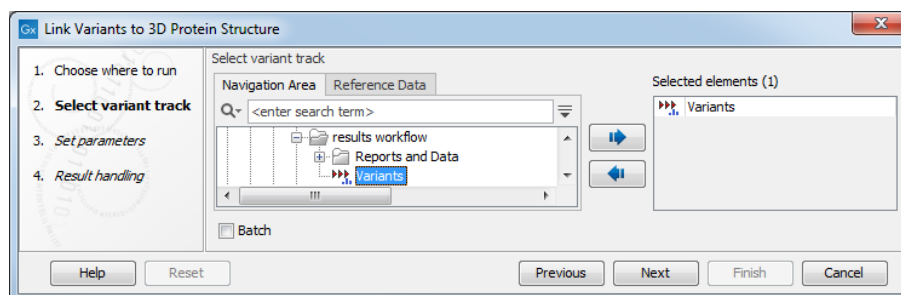 Gx Link Variants to 3D Protein Structure
X
1. Choose where to run
2. Select variant track
3. Set parameters
4. Result handling
Select variant track
Navigation Area Reference Data
<enter search term>
results workflow
Reports and Data
Variants
Batch
Selected elements (1)
Variants
Help Reset Previous Next Finish Cancel